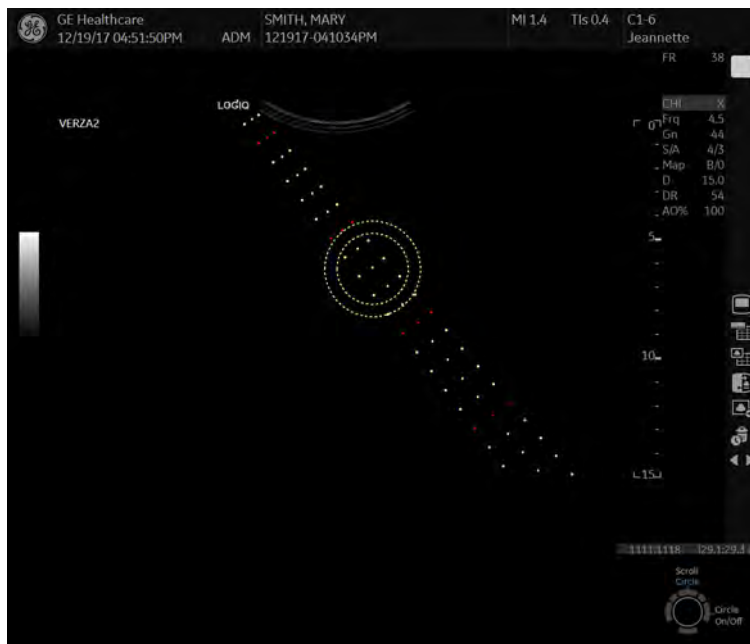 GE Healthcare
12/19/17 04:51:50PM ADM
SMITH, MARY
121917-041034PM
MI 1.4 TIs 0.4
C1-6
Jeannette
FR 38
CHI X
Frq 4.5
Gn 44
S/A 4/3
Map B/0
D 15.0
DR 54
AO% 100
LOGIQ
VERZA2
0
5
10
15
1111:1118
Scroll
Circle
Circle
On/Off